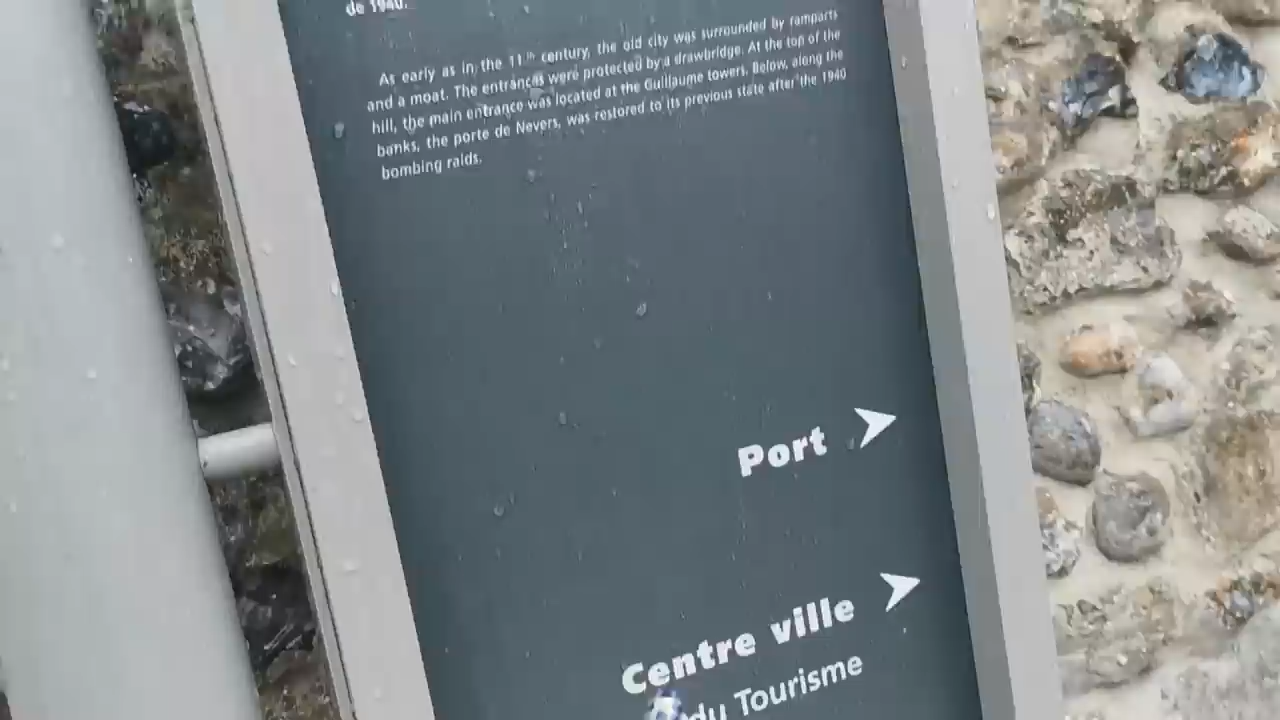 de 1940.
As early as in the 11th century, the old city was surrounded by ramparts
and a moat. The entrances were protected by a drawbridge. At the top of the
hill, the main entrance was located at the Guillaume towers. Below, along the
banks, the porte de Nevers, was restored to its previous state after the 1940
bombing raids.
Port
Centre ville
du Tourisme